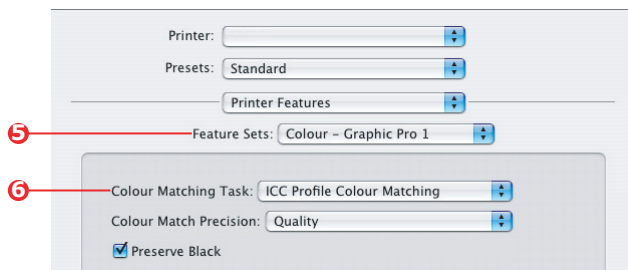 Printer:
Presets: Standard
Printer Features
5 Feature Sets: Colour – Graphic Pro 1
6 Colour Matching Task: ICC Profile Colour Matching
Colour Match Precision: Quality
Preserve Black